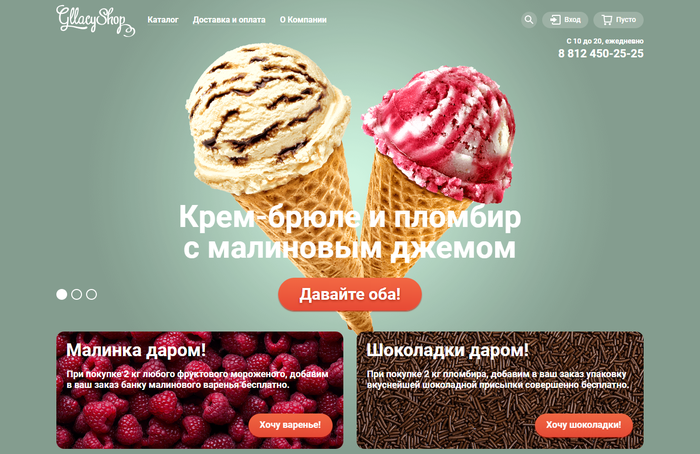 GllacyShop
Каталог Доставка и оплата О Компании
Вход
Пусто
С 10 до 20, ежедневно
8 812 450-25-25
Крем-брюле и пломбир
с малиновым джемом
Давайте оба!
Малинка даром!
При покупке 2 кг любого фруктового мороженого, добавим
в ваш заказ банку малинового варенья бесплатно.
Хочу варенье!
Шоколадки даром!
При покупке 2 кг пломбира, добавим в ваш заказ упаковку
вкуснейшей шоколадной присыпки совершенно бесплатно.
Хочу шоколадки!